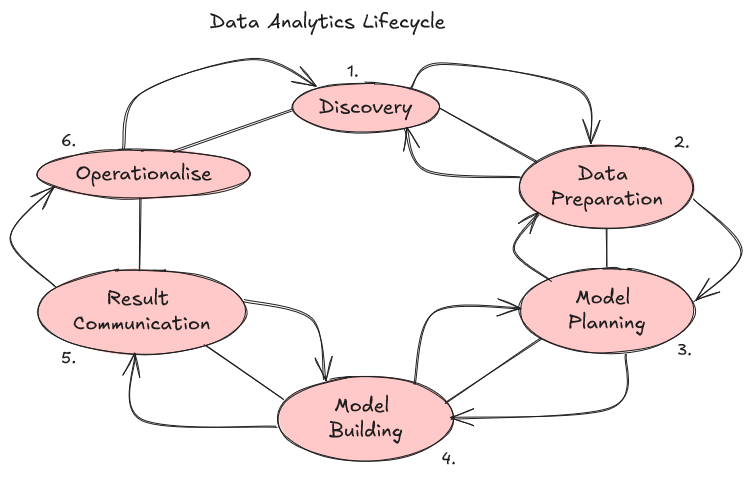 Data Analytics Lifecycle
1.
Discovery
2.
Data
Preparation
Model
Planning
3.
Model
Building
4.
Result
Communication
5.
6.
Operationalise